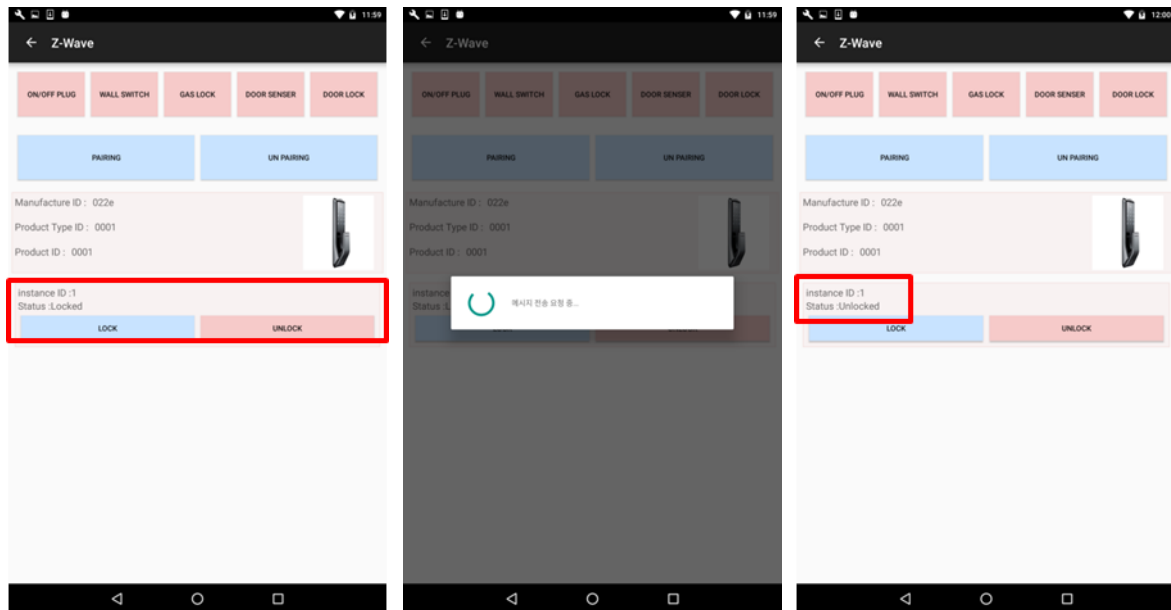 11:59
Z-Wave
ON/OFF PLUG WALL SWITCH GAS LOCK DOOR SENSER DOOR LOCK
PAIRING UN PAIRING
Manufacture ID : 022e
Product Type ID : 0001
Product ID : 0001
instance ID :1
Status :Locked
LOCK UNLOCK
11:59
Z-Wave
ON/OFF PLUG WALL SWITCH GAS LOCK DOOR SENSER DOOR LOCK
PAIRING UN PAIRING
Manufacture ID : 022e
Product Type ID : 0001
Product ID : 0001
instance
Status :L
메시지 전송 요청 중...
12:00
Z-Wave
ON/OFF PLUG WALL SWITCH GAS LOCK DOOR SENSER DOOR LOCK
PAIRING UN PAIRING
Manufacture ID : 022e
Product Type ID : 0001
Product ID : 0001
instance ID :1
Status :Unlocked
LOCK UNLOCK